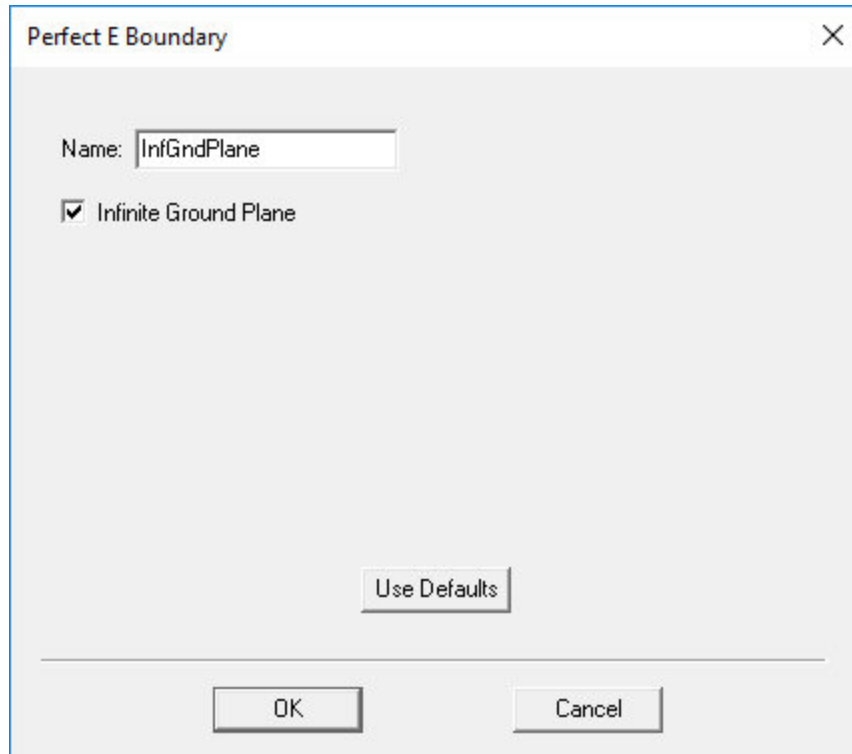 Perfect E Boundary
Name: InfGndPlane
Infinite Ground Plane
Use Defaults
OK Cancel